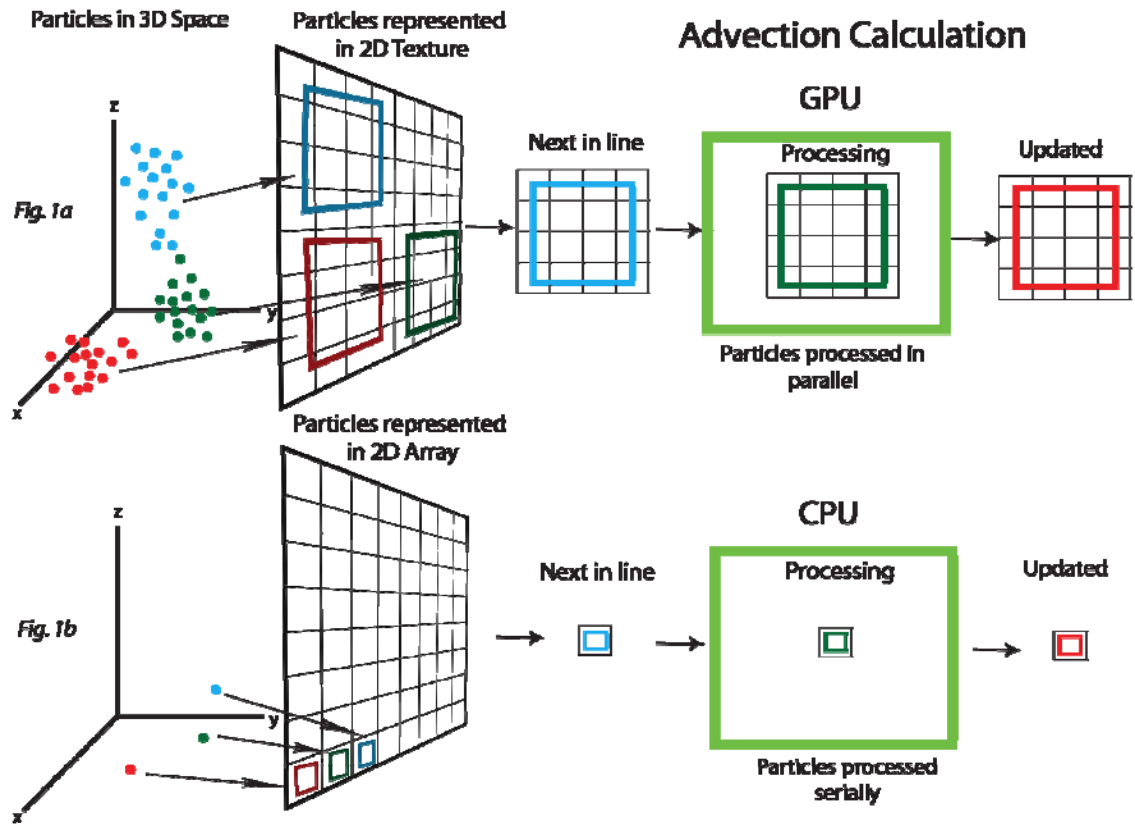 Particles in 3D Space
Particles represented
in 2D Texture
Advection Calculation
GPU
z
Next in line
Processing
Updated
Fig. 1a
y
x
Particles processed in
parallel
Particles represented
in 2D Array
z
CPU
Next in line
Processing
Updated
Fig. 1b
y
x
Particles processed
serially